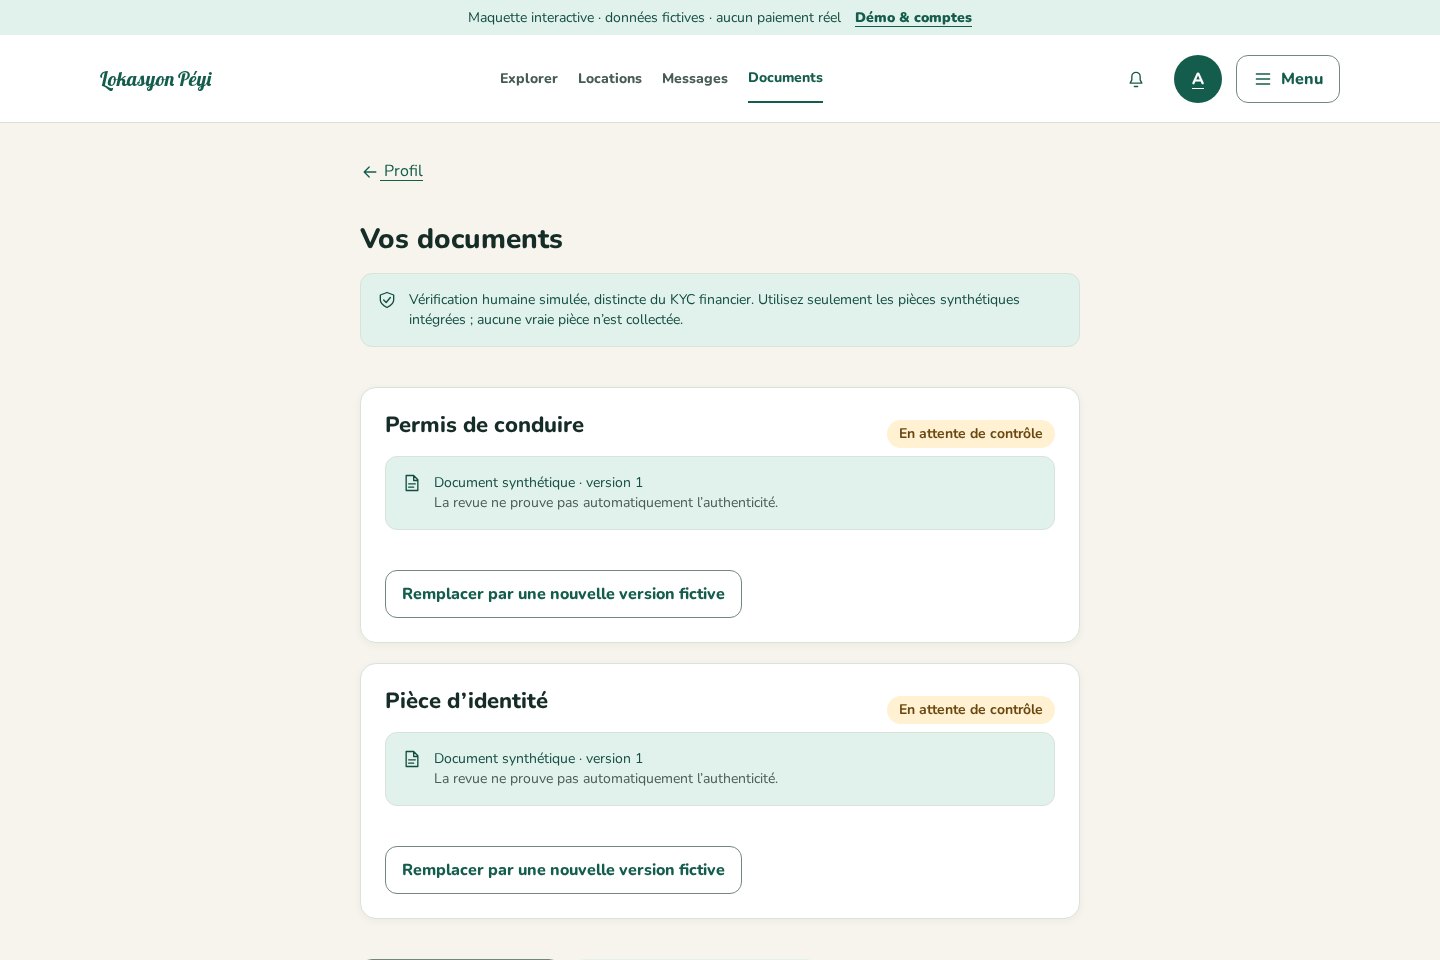 Maquette interactive · données fictives · aucun paiement réel Démo & comptes
Lokasyon Péyi
Explorer Locations Messages Documents
A
Menu
Profil
Vos documents
Vérification humaine simulée, distincte du KYC financier. Utilisez seulement les pièces synthétiques
intégrées ; aucune vraie pièce n’est collectée.
Permis de conduire
En attente de contrôle
Document synthétique · version 1
La revue ne prouve pas automatiquement l’authenticité.
Remplacer par une nouvelle version fictive
Pièce d’identité
En attente de contrôle
Document synthétique · version 1
La revue ne prouve pas automatiquement l’authenticité.
Remplacer par une nouvelle version fictive